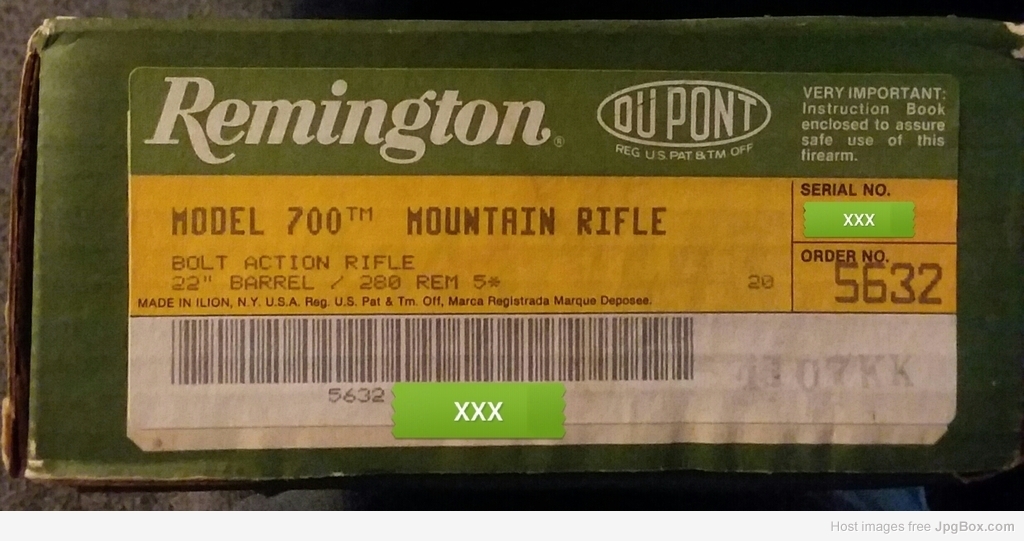 Remington®
DU PONT
REG U.S. PAT & TM OFF
VERY IMPORTANT:
Instruction Book
enclosed to assure
safe use of this
firearm.
MODEL 700™ MOUNTAIN RIFLE
SERIAL NO.
XXX
BOLT ACTION RIFLE
22" BARREL / 280 REM 5* 20
ORDER NO.
5632
MADE IN ILION, N.Y. U.S.A. Reg. U.S. Pat & Tm. Off, Marca Registrada Marque Deposee.
07KK
5632
XXX
Host images free JpgBox.com